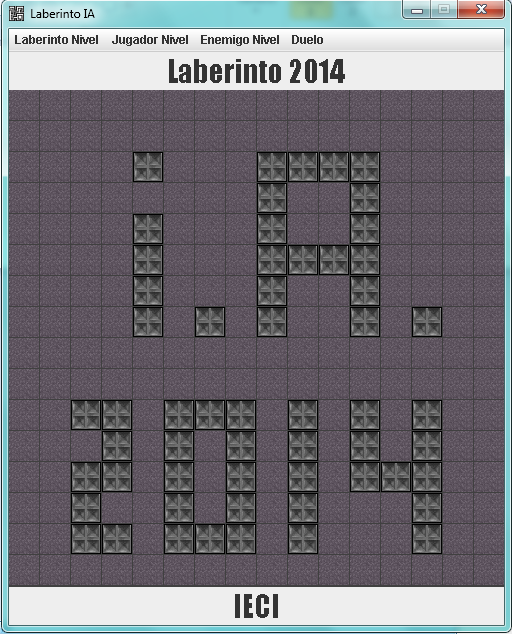 Laberinto IA
Laberinto Nivel Jugador Nivel Enemigo Nivel Duelo
Laberinto 2014
i.A.
2014
IECI